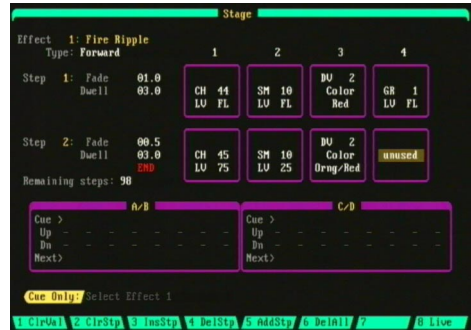 Stage
Effect 1: Fire Ripple
Type: Forward
1 2 3 4
Step 1: Fade 01.0
Dwell 03.0
CH 44
LV FL
SM 10
LV FL
DV 2
Color
Red
GR 1
LV FL
Step 2: Fade 00.5
Dwell 03.0
END
CH 45
LV 75
SM 10
LV 25
DV 2
Color
Orng/Red
unused
Remaining steps: 98
A/B
Cue >
Up - - - - - - - -
Dn - - - - - - - -
Next>
C/D
Cue >
Up - - - - - - - -
Dn - - - - - - - -
Next>
Cue Only: Select Effect 1
1 ClrVal 2 ClrStp 3 InsStp 4 DelStp 5 AddStp 6 DelAll 7 8 Live